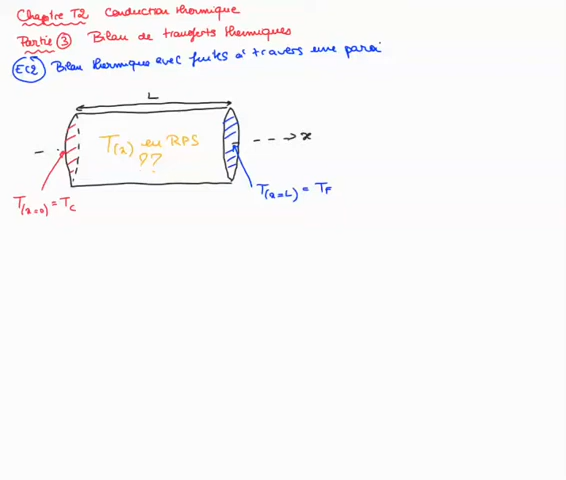 Chapitre T2 Conduction thermique
Partie ③ Bilan de transferts thermiques
EC2 Bilan thermique avec fuites à travers une paroi
L
T(x) en RPS
??
x
T(x=0) = Tc
T(x=L) = TF